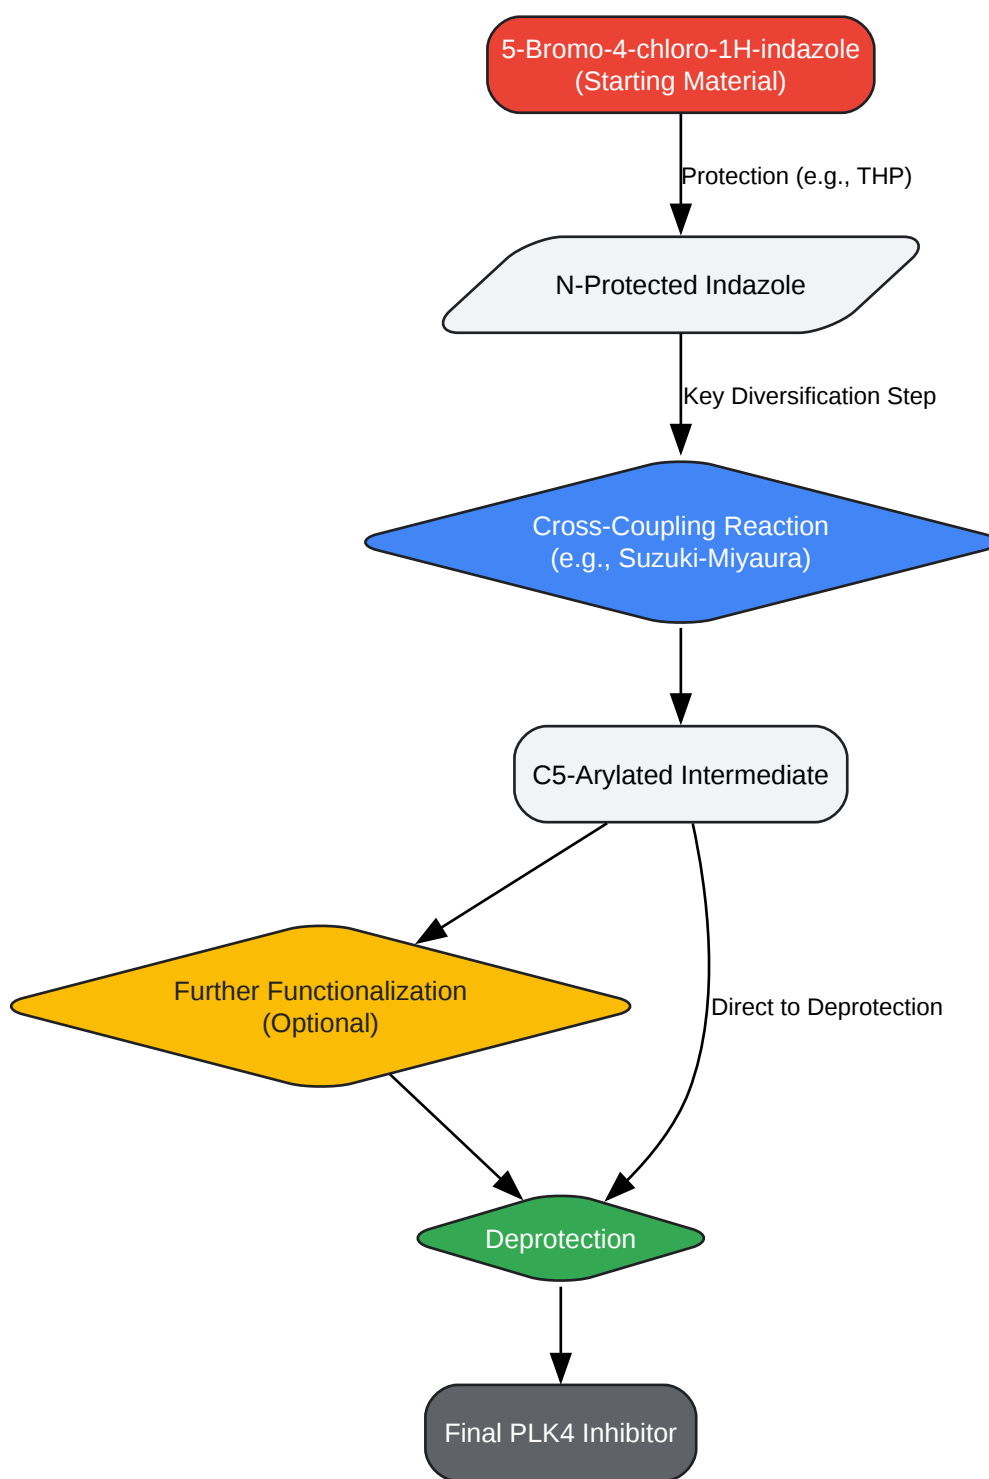 5-Bromo-4-chloro-1H-indazole
(Starting Material)
Protection (e.g., THP)
N-Protected Indazole
Key Diversification Step
Cross-Coupling Reaction
(e.g., Suzuki-Miyaura)
C5-Arylated Intermediate
Further Functionalization
(Optional)
Direct to Deprotection
Deprotection
Final PLK4 Inhibitor